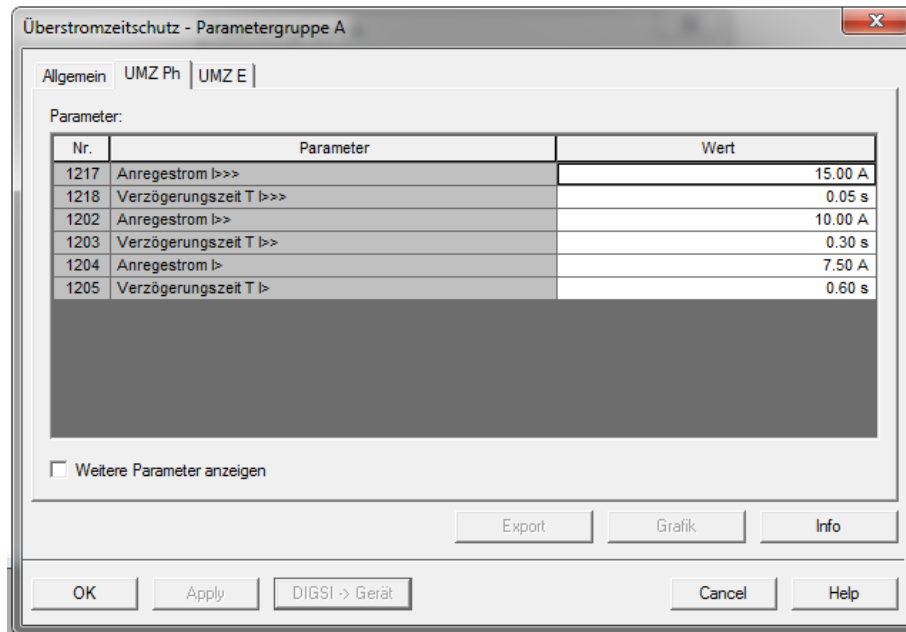 Überstromzeitschutz - Parametergruppe A
Allgemein UMZ Ph UMZ E
Parameter:
Nr. Parameter Wert
1217 Anregestrom I>>> 15.00 A
1218 Verzögerungszeit T I>>> 0.05 s
1202 Anregestrom I>> 10.00 A
1203 Verzögerungszeit T I>> 0.30 s
1204 Anregestrom I> 7.50 A
1205 Verzögerungszeit T I> 0.60 s
Weitere Parameter anzeigen
Export Grafik Info
OK Apply DIGSI -> Gerät Cancel Help